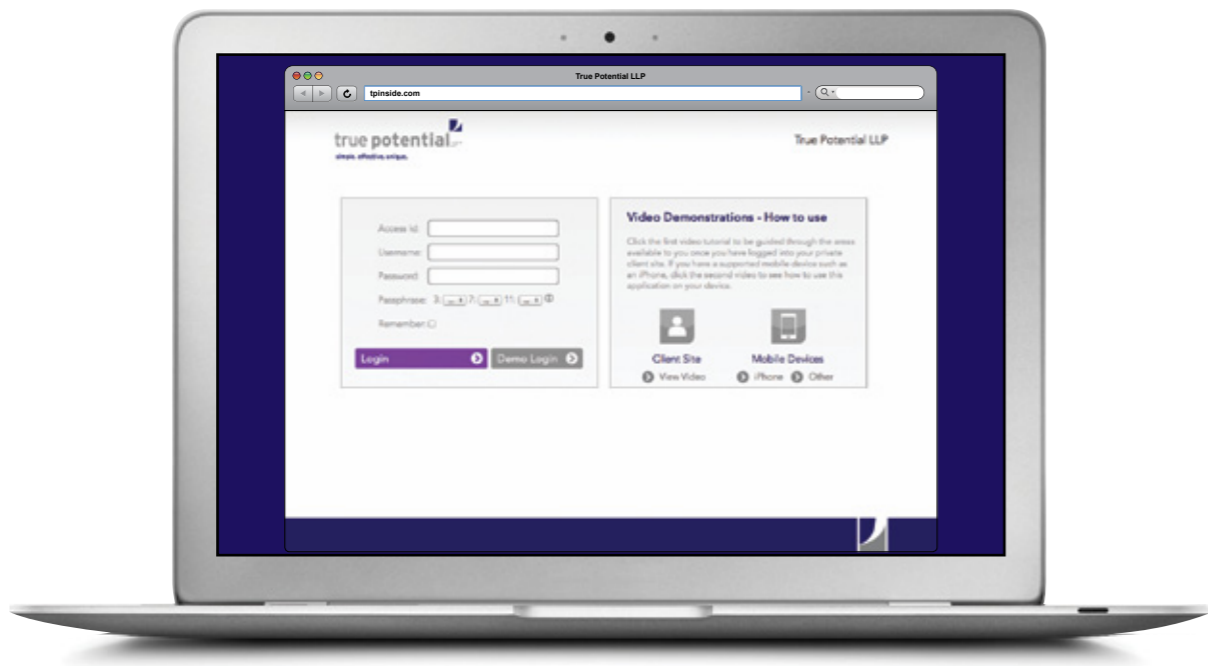 True Potential LLP
tpinside.com
true potential
simple. effective. unique.
True Potential LLP
Access Id:
Username:
Password:
Passphrase: 3: 7: 11:
Remember:
Login
Demo Login
Video Demonstrations - How to use
Click the first video tutorial to be guided through the areas
available to you once you have logged into your private
client site. If you have a supported mobile device such as
an iPhone, click the second video to see how to use this
application on your device.
Client Site
Mobile Devices
View Video
iPhone
Other